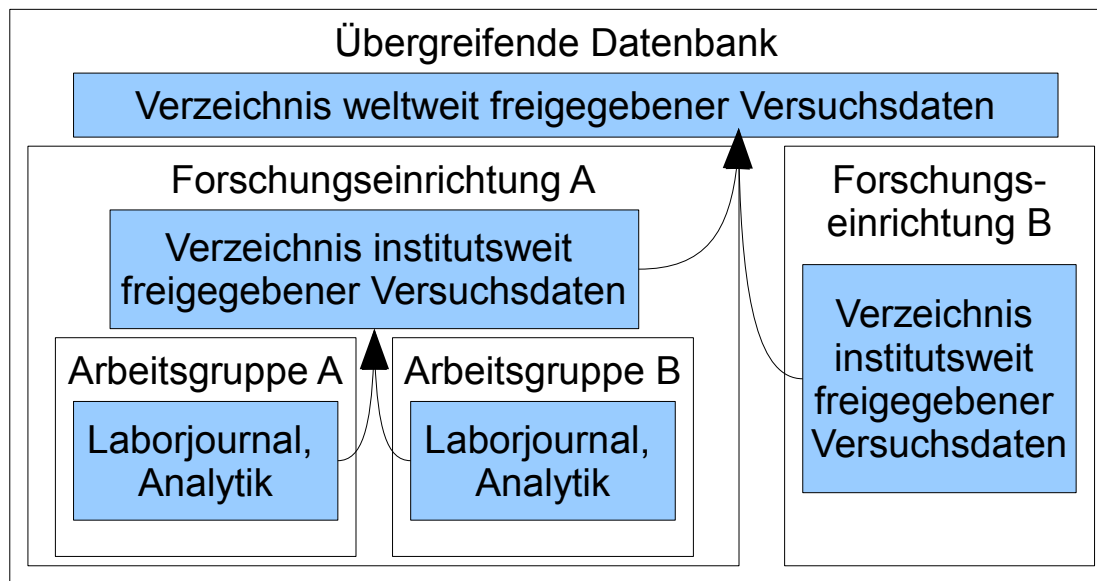 Übergreifende Datenbank
Verzeichnis weltweit freigegebener Versuchsdaten
Forschungseinrichtung A
Verzeichnis institutsweit
freigegebener Versuchsdaten
Arbeitsgruppe A
Laborjournal,
Analytik
Arbeitsgruppe B
Laborjournal,
Analytik
Forschungs-
einrichtung B
Verzeichnis
institutsweit
freigegebener
Versuchsdaten